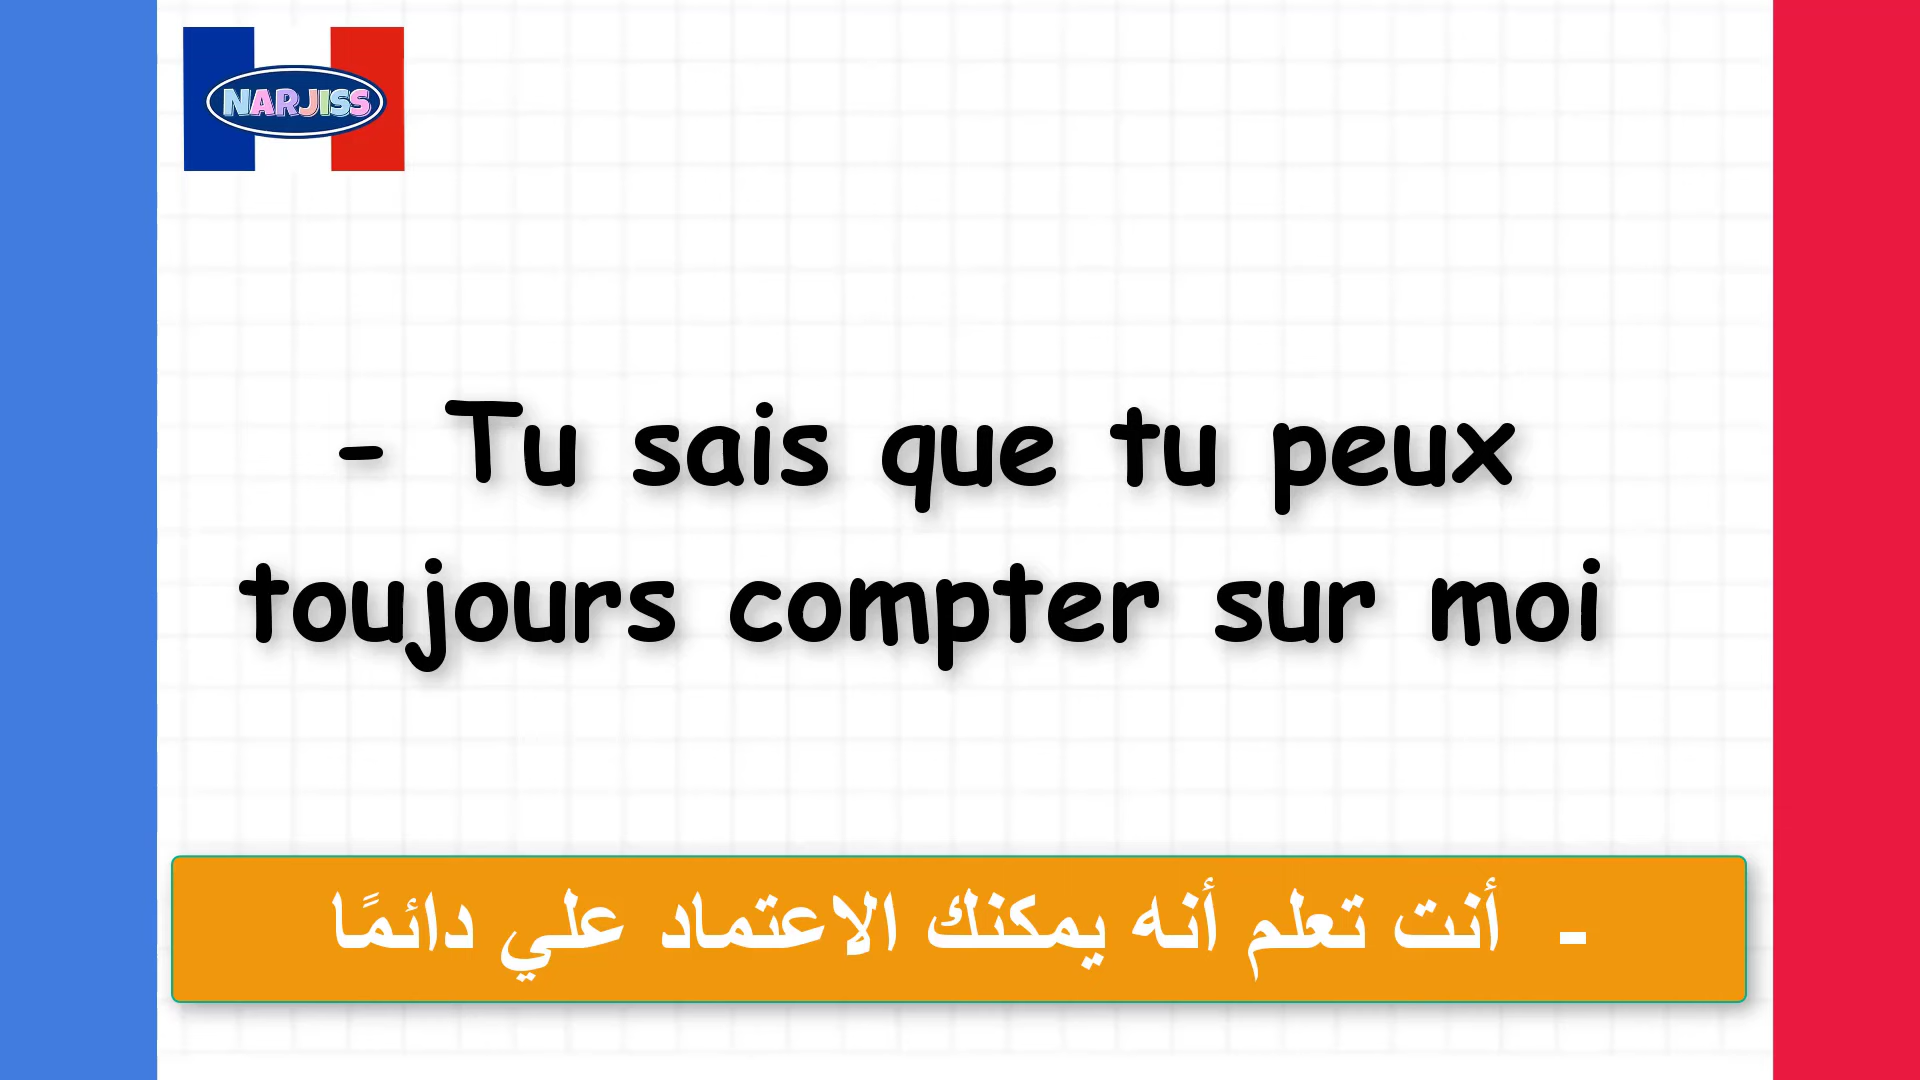 NARJISS
- Tu sais que tu peux
toujours compter sur moi
- أنت تعلم أنه يمكنك الاعتماد علي دائمًا